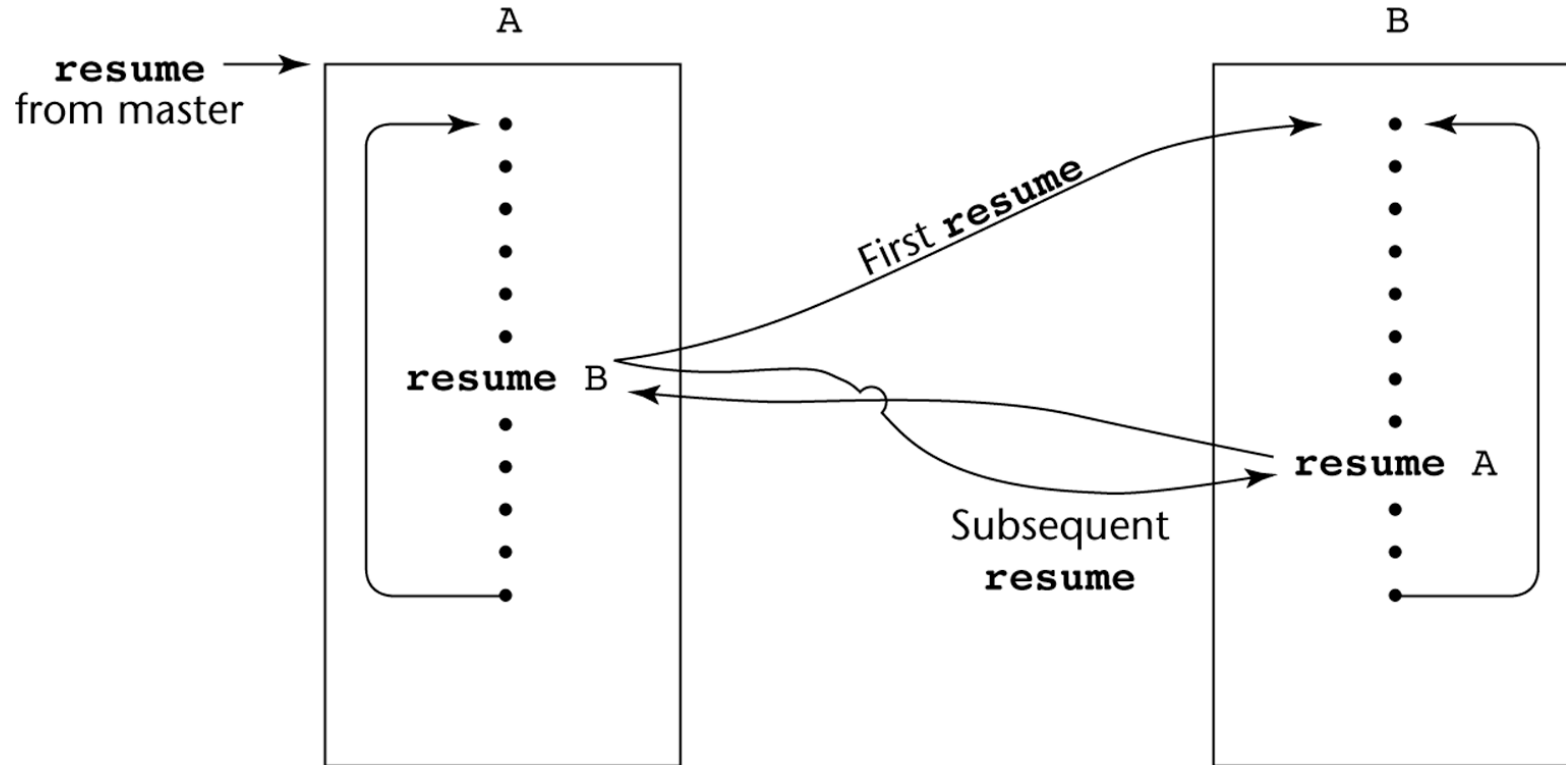 A
B
resume
from master
First resume
resume B
resume A
Subsequent
resume